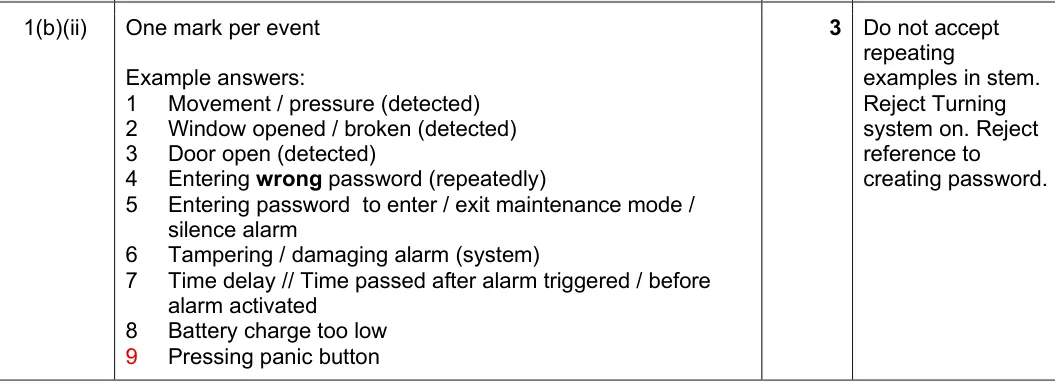 1(b)(ii)
One mark per event
Example answers:
1 Movement / pressure (detected)
2 Window opened / broken (detected)
3 Door open (detected)
4 Entering wrong password (repeatedly)
5 Entering password to enter / exit maintenance mode /
silence alarm
6 Tampering / damaging alarm (system)
7 Time delay // Time passed after alarm triggered / before
alarm activated
8 Battery charge too low
9 Pressing panic button
3
Do not accept
repeating
examples in stem.
Reject Turning
system on. Reject
reference to
creating password.